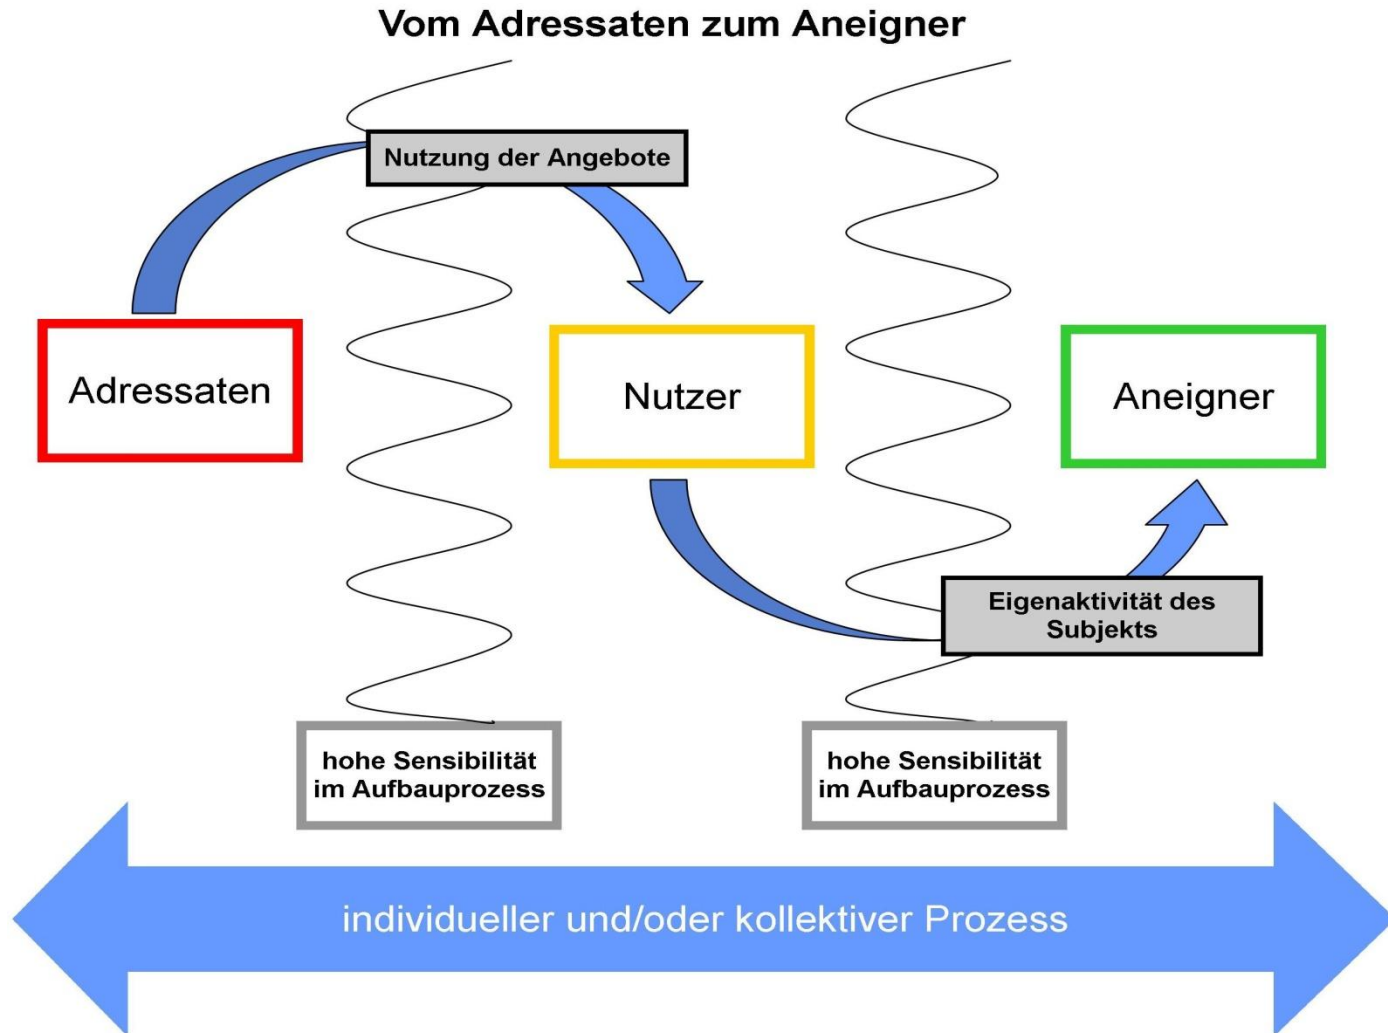 Vom Adressaten zum Aneigner
Nutzung der Angebote
Adressaten
Nutzer
Aneigner
Eigenaktivität des
Subjekts
hohe Sensibilität
im Aufbauprozess
hohe Sensibilität
im Aufbauprozess
individueller und/oder kollektiver Prozess